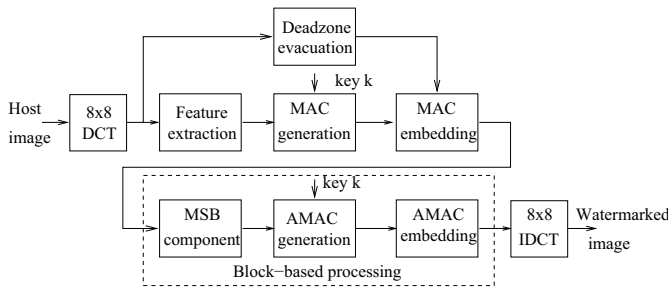 Deadzone
evacuation
key k
Host
image
8x8
DCT
Feature
extraction
MAC
generation
MAC
embedding
key k
MSB
component
AMAC
generation
AMAC
embedding
8x8
IDCT
Watermarked
image
Block−based processing